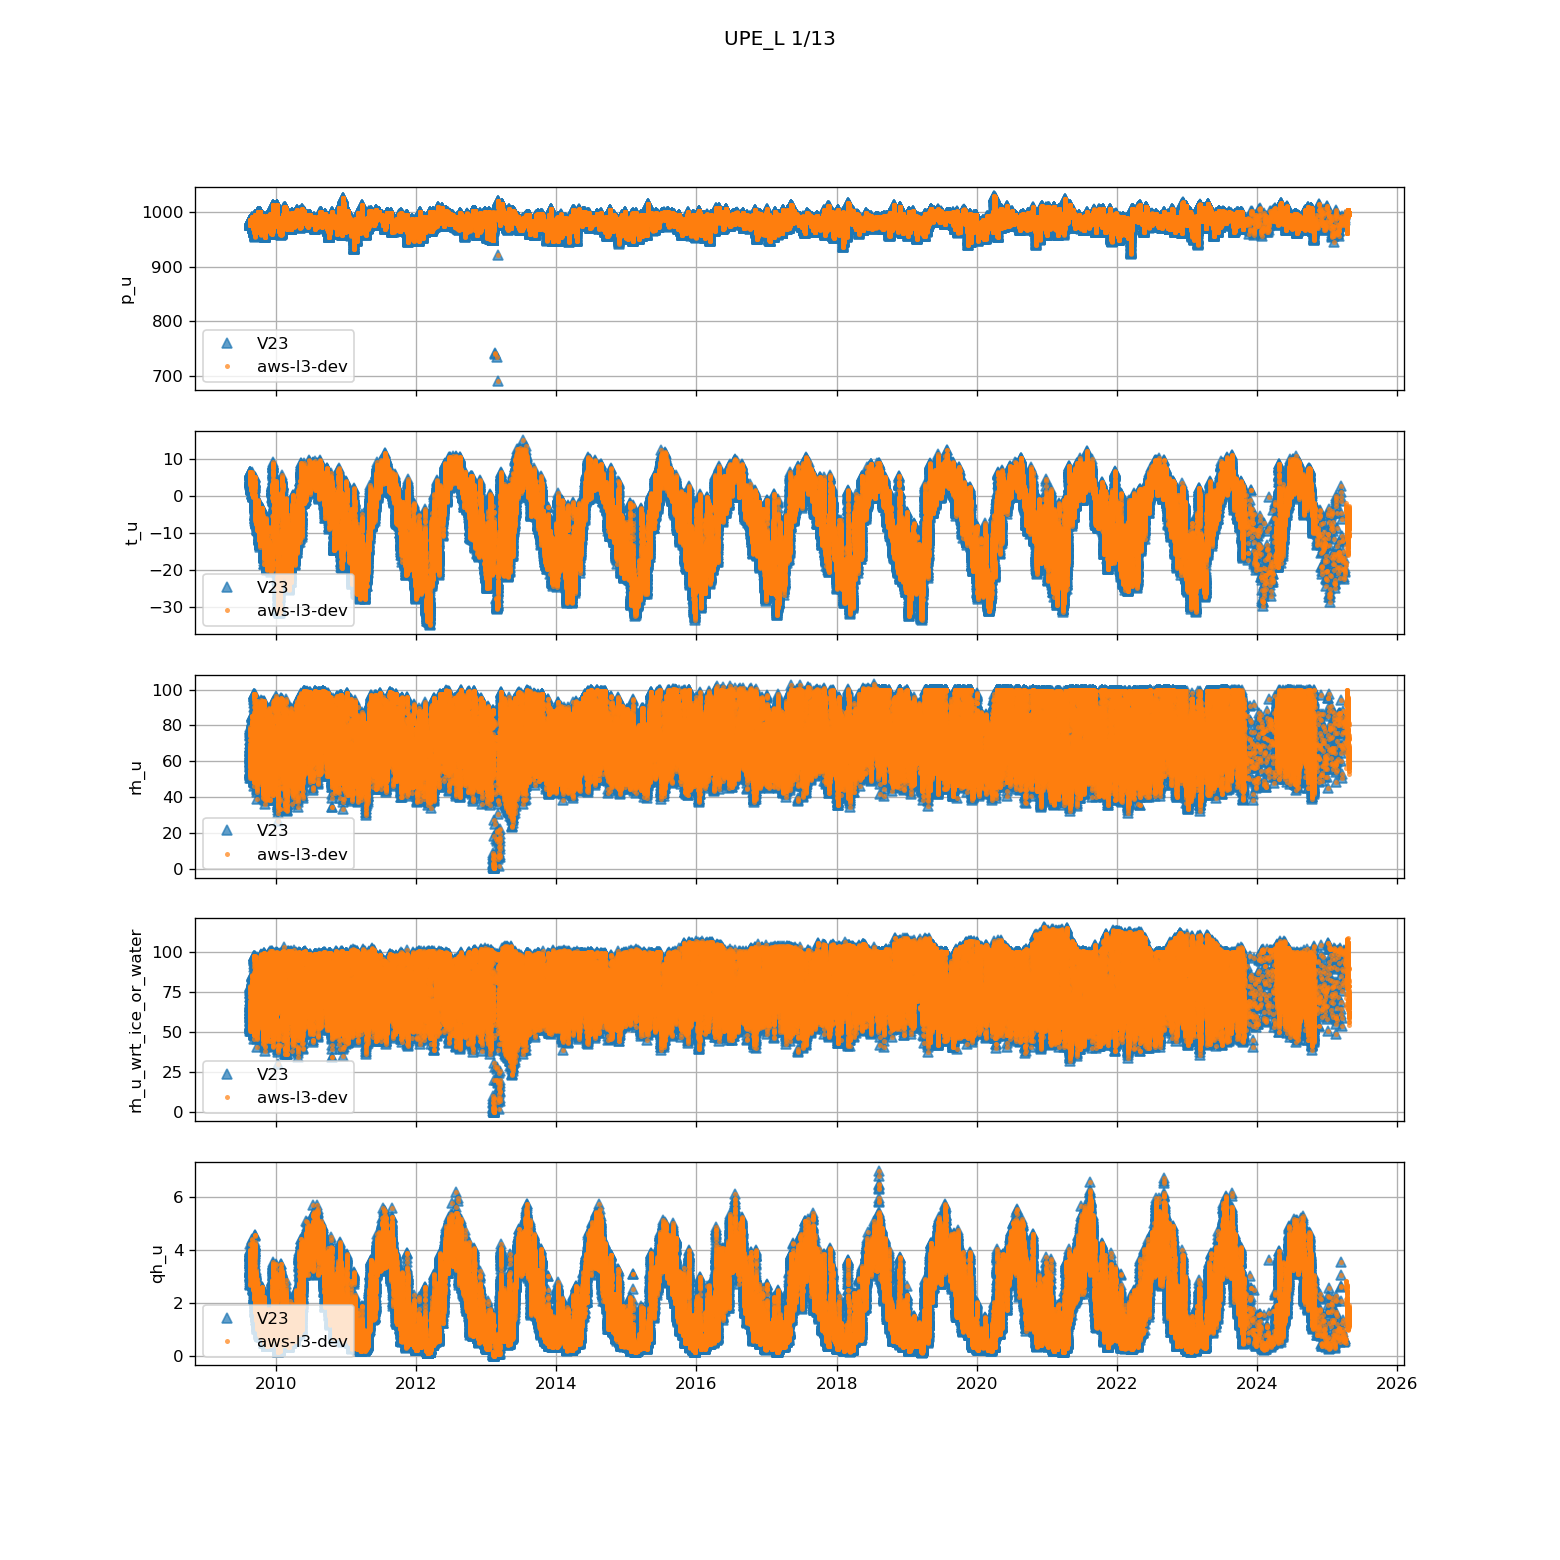 UPE_L 1/13
1000
900
800
700
p_u
V23
aws-l3-dev
10
0
−10
−20
−30
t_u
V23
aws-l3-dev
100
80
60
40
20
0
rh_u
V23
aws-l3-dev
100
75
50
25
0
rh_u_wrt_ice_or_water
V23
aws-l3-dev
6
4
2
0
qh_u
V23
aws-l3-dev
2010 2012 2014 2016 2018 2020 2022 2024 2026